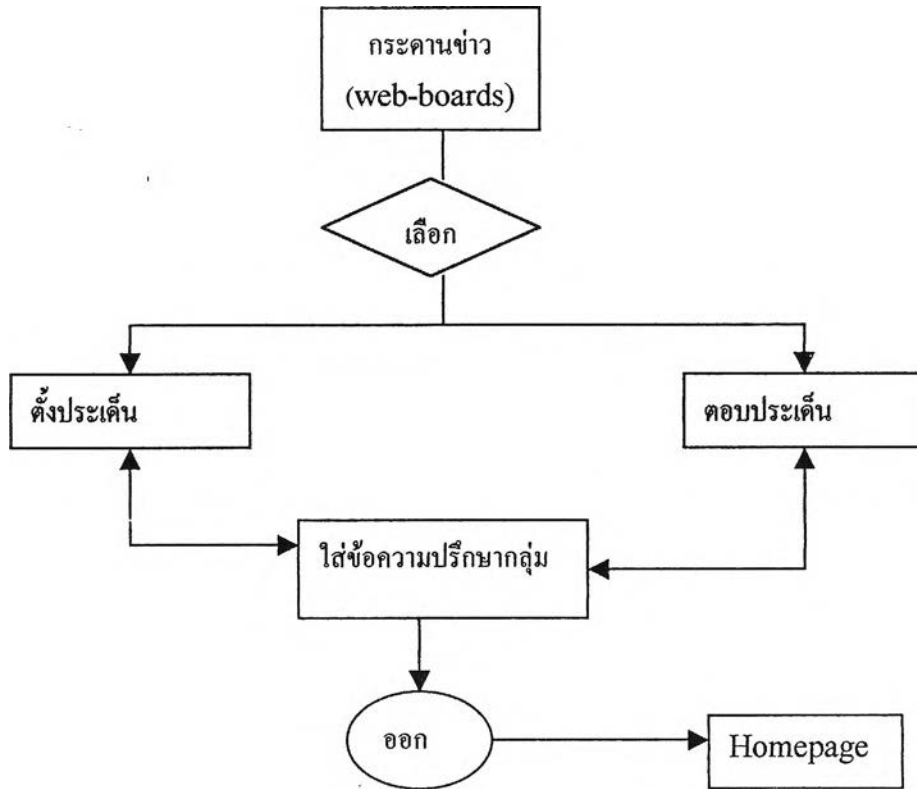 กระดานข่าว
(web-boards)
เลือก
ตั้งประเด็น
ตอบประเด็น
ใส่ข้อความปรึกษากลุ่ม
ออก
Homepage